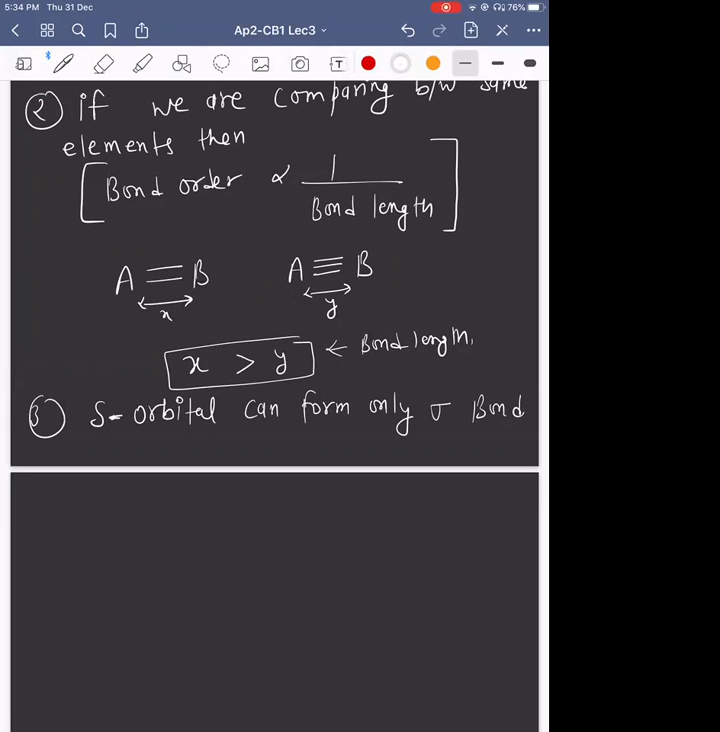 5:34 PM Thu 31 Dec
76%
Ap2-CB1 Lec3
② if we are comparing b/w same
elements then
[Bond order ∝ 1 / Bond length]
A = B A ≡ B
x y
x > y ← Bond length,
③ S-orbital can form only σ Bond